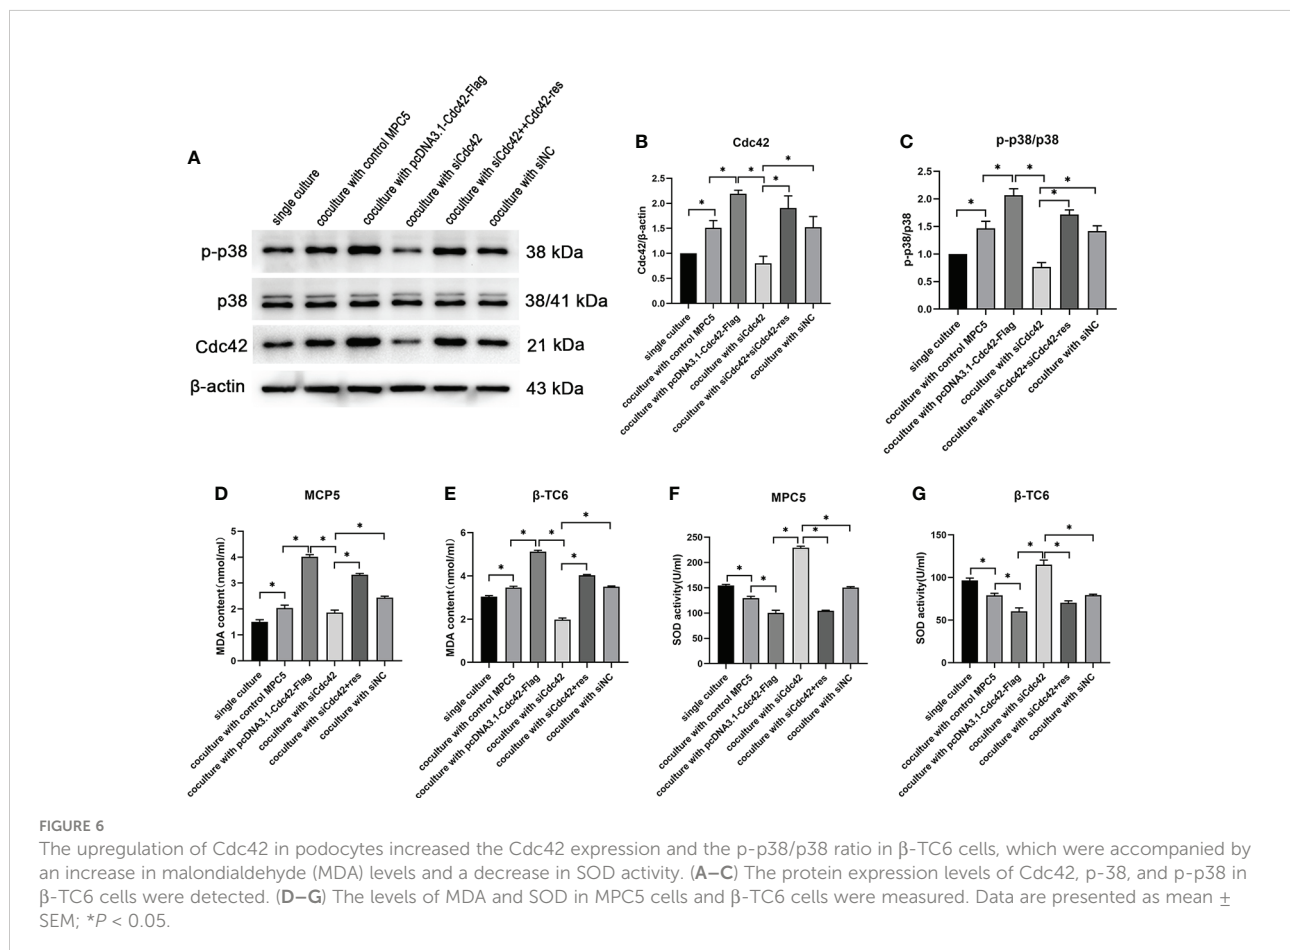 A
single culture
coculture with control MPC5
coculture with pcDNA3.1-Cdc42-Flag
coculture with siCdc42
coculture with siCdc42++Cdc42-res
coculture with siNC
p-p38
38 kDa
p38
38/41 kDa
Cdc42
21 kDa
β-actin
43 kDa
B
Cdc42
Cdc42/β-actin
2.5
2.0
1.5
1.0
0.5
0.0
* * * * *
single culture
coculture with control MPC5
coculture with pcDNA3.1-Cdc42-Flag
coculture with siCdc42
coculture with siCdc42+siCdc42-res
coculture with siNC
C
p-p38/p38
p-p38/p38
2.5
2.0
1.5
1.0
0.5
0.0
* * * * *
single culture
coculture with control MPC5
coculture with pcDNA3.1-Cdc42-Flag
coculture with siCdc42
coculture with siCdc42+siCdc42-res
coculture with siNC
D
MCP5
MDA content(nmol/ml)
5
4
3
2
1
0
* * * * *
single culture
coculture with control MPC5
coculture with pcDNA3.1-Cdc42-Flag
coculture with siCdc42
coculture with siCdc42+res
coculture with siNC
E
β-TC6
MDA content(nmol/ml)
6
4
2
0
* * * * *
single culture
coculture with control MPC5
coculture with pcDNA3.1-Cdc42-Flag
coculture with siCdc42
coculture with siCdc42+res
coculture with siNC
F
MPC5
SOD activity(U/ml)
250
200
150
100
50
0
* * * * *
single culture
coculture with control MPC5
coculture with pcDNA3.1-Cdc42-Flag
coculture with siCdc42
coculture with siCdc42+res
coculture with siNC
G
β-TC6
SOD activity(U/ml)
150
100
50
0
* * * * *
single culture
coculture with control MPC5
coculture with pcDNA3.1-Cdc42-Flag
coculture with siCdc42
coculture with siCdc42+res
coculture with siNC
FIGURE 6
The upregulation of Cdc42 in podocytes increased the Cdc42 expression and the p-p38/p38 ratio in β-TC6 cells, which were accompanied by
an increase in malondialdehyde (MDA) levels and a decrease in SOD activity. (A–C) The protein expression levels of Cdc42, p-38, and p-p38 in
β-TC6 cells were detected. (D–G) The levels of MDA and SOD in MPC5 cells and β-TC6 cells were measured. Data are presented as mean ±
SEM; *P < 0.05.